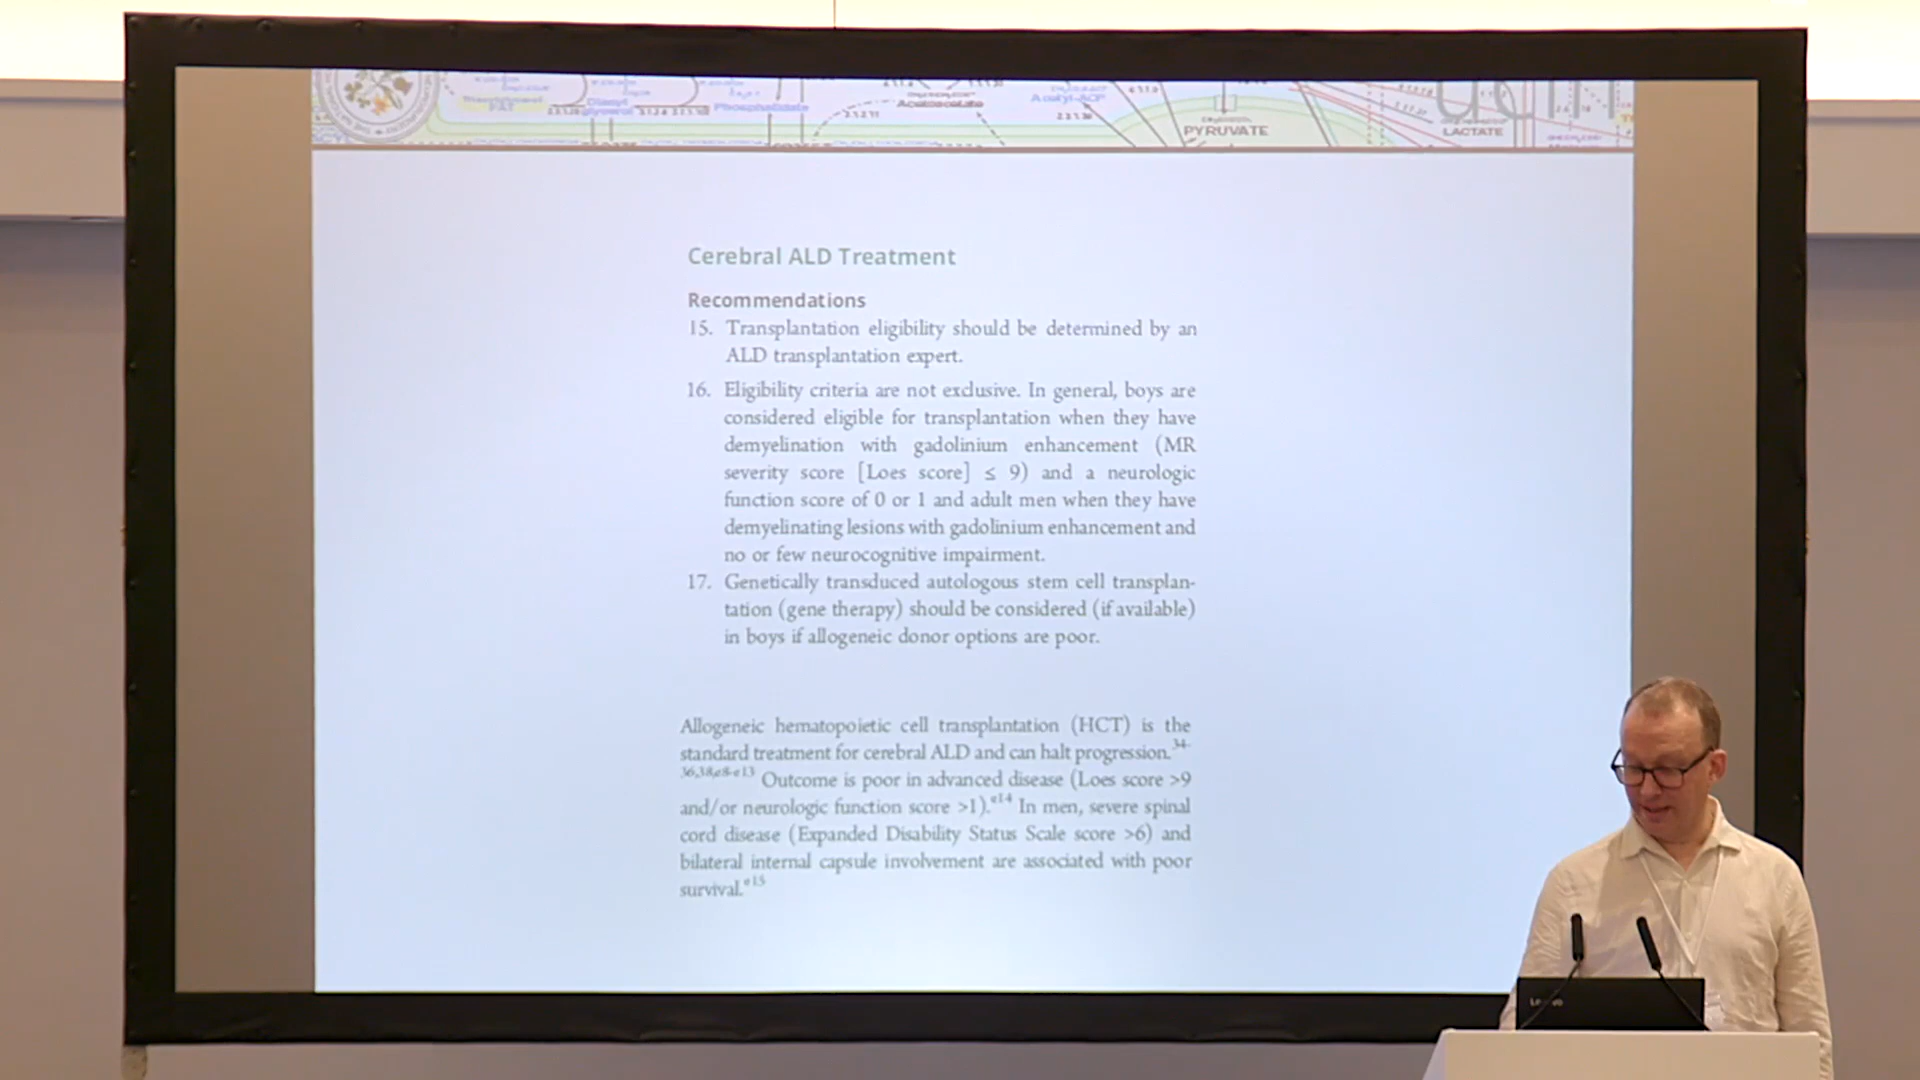 Phosphatidate
Acetoacetate
Acetyl-ACP
2.3.1.38
PYRUVATE
LACTATE
Cerebral ALD Treatment
Recommendations
15. Transplantation eligibility should be determined by an
ALD transplantation expert.
16. Eligibility criteria are not exclusive. In general, boys are
considered eligible for transplantation when they have
demyelination with gadolinium enhancement (MR
severity score [Loes score] ≤ 9) and a neurologic
function score of 0 or 1 and adult men when they have
demyelinating lesions with gadolinium enhancement and
no or few neurocognitive impairment.
17. Genetically transduced autologous stem cell transplan-
tation (gene therapy) should be considered (if available)
in boys if allogeneic donor options are poor.
Allogeneic hematopoietic cell transplantation (HCT) is the
standard treatment for cerebral ALD and can halt progression.34-
36,38,e8-e13 Outcome is poor in advanced disease (Loes score >9
and/or neurologic function score >1).e14 In men, severe spinal
cord disease (Expanded Disability Status Scale score >6) and
bilateral internal capsule involvement are associated with poor
survival.e15